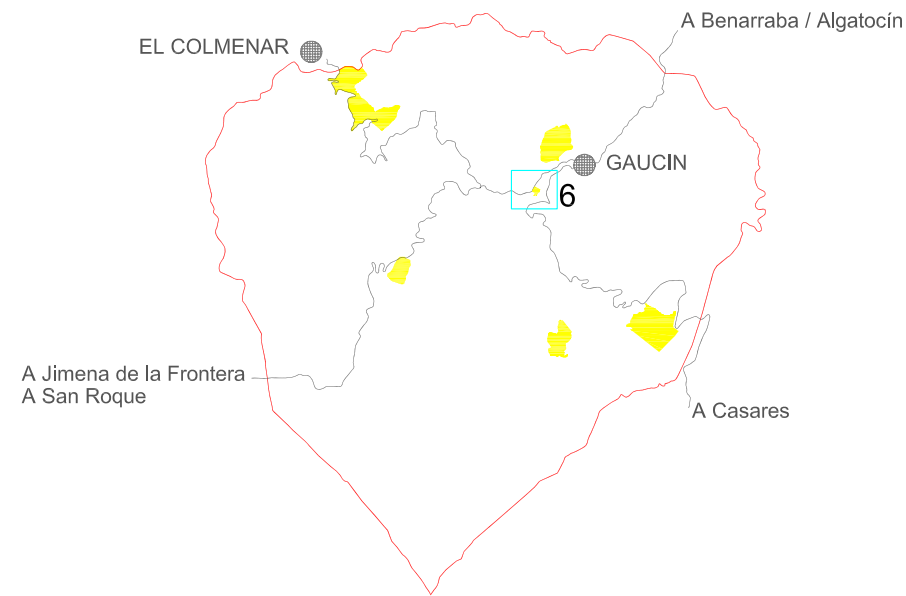 A Benarraba / Algatocín
EL COLMENAR
GAUCIN
6
A Jimena de la Frontera
A San Roque
A Casares